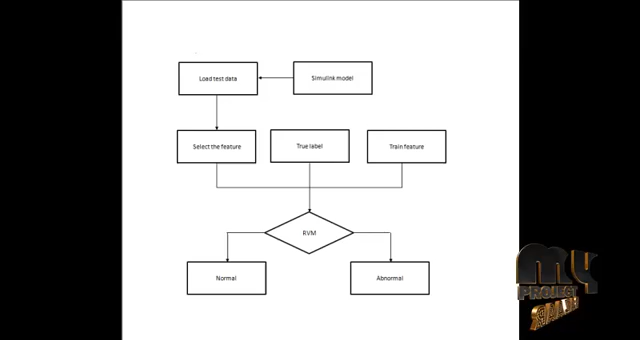 Load test data
Simulink model
Select the feature
True label
Train feature
RVM
Normal
Abnormal
MY
PROJECT